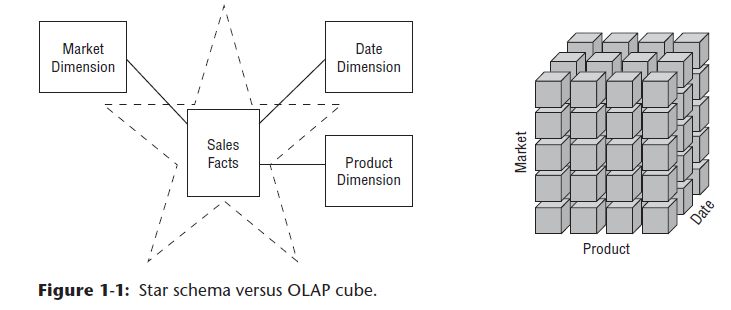 Market
Dimension
Date
Dimension
Sales
Facts
Product
Dimension
Market
Product
Date
Figure 1-1: Star schema versus OLAP cube.